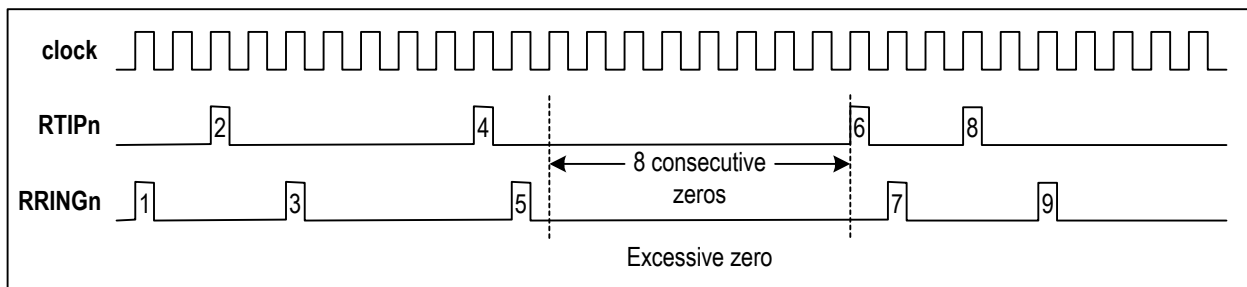 clock
RTIPn
2
4
6
8
8 consecutive
zeros
RRINGn
1
3
5
7
9
Excessive zero